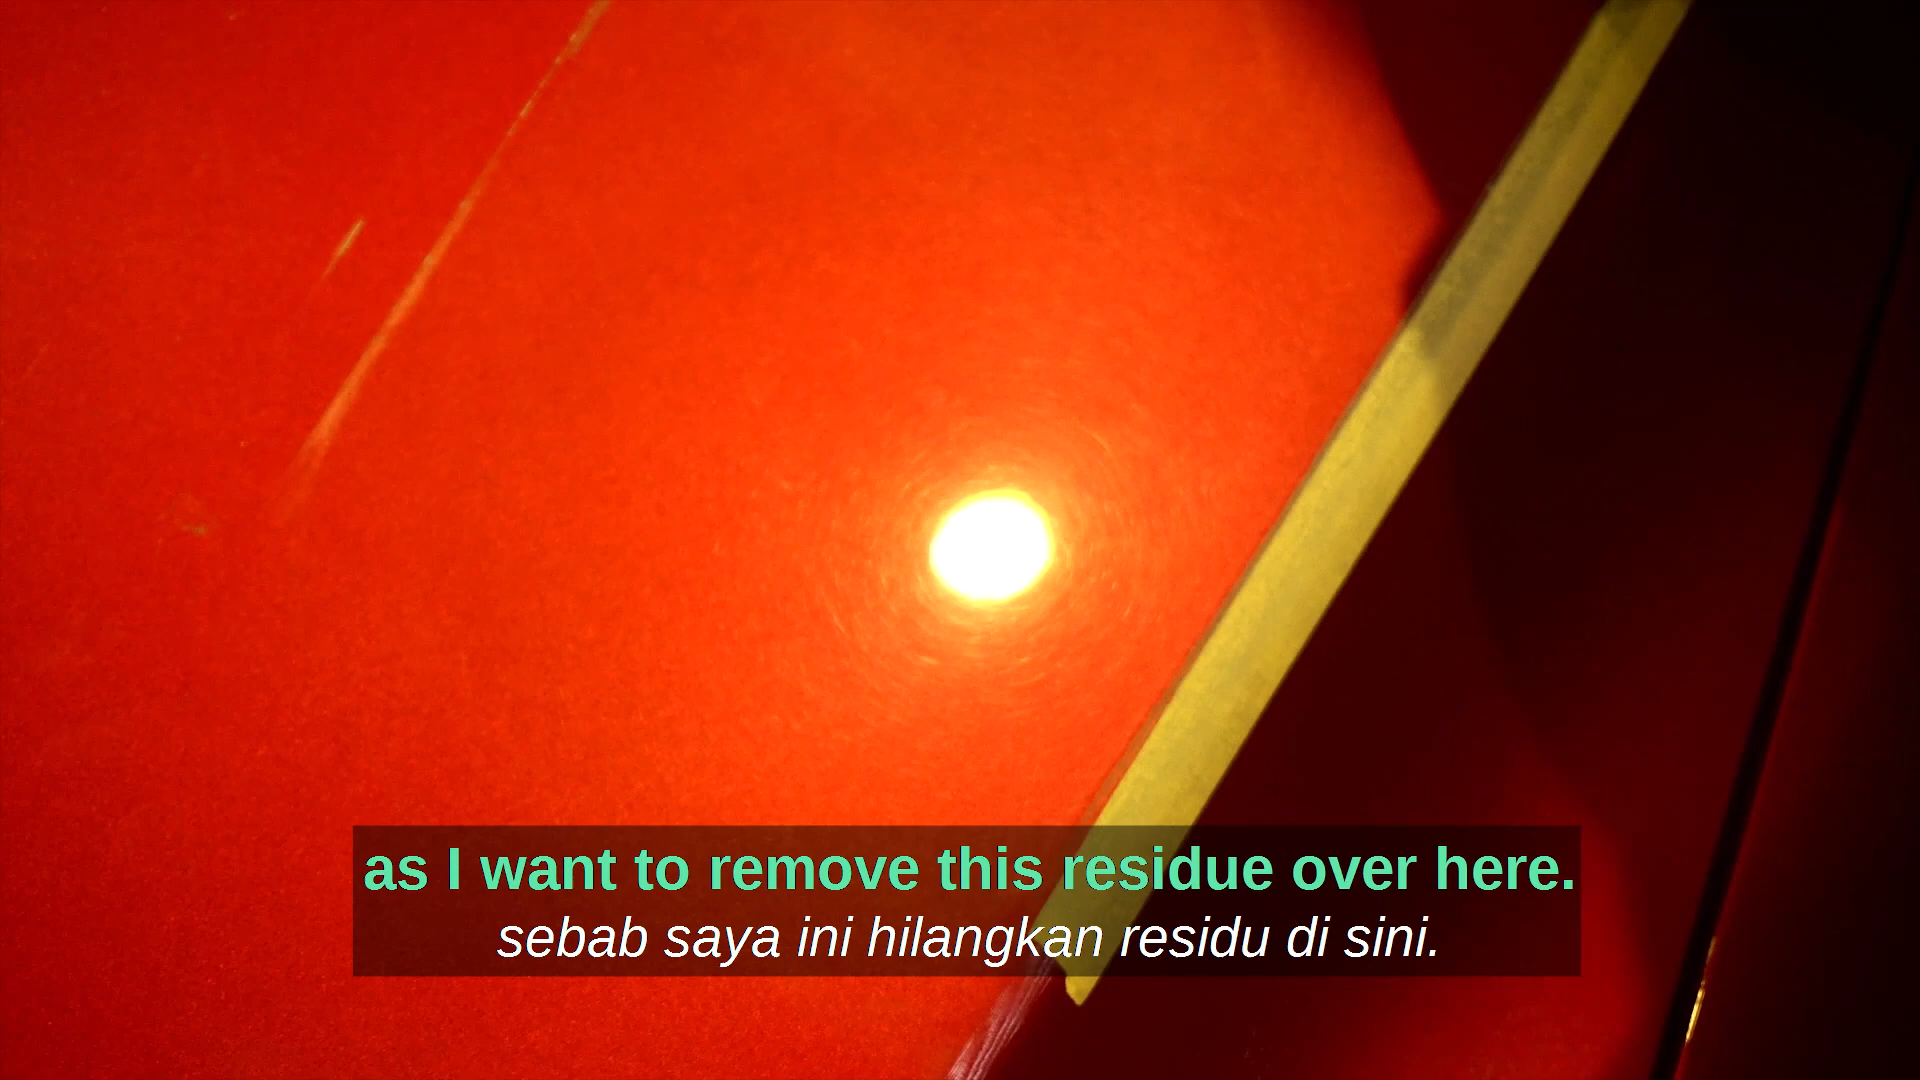 as I want to remove this residue over here.
sebab saya ini hilangkan residu di sini.